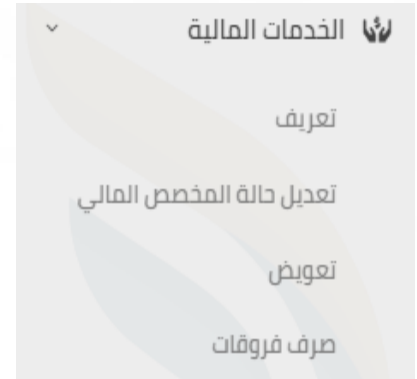 الخدمات المالية
تعريف
تعديل حالة المخصص المالي
تعويض
صرف فروقات